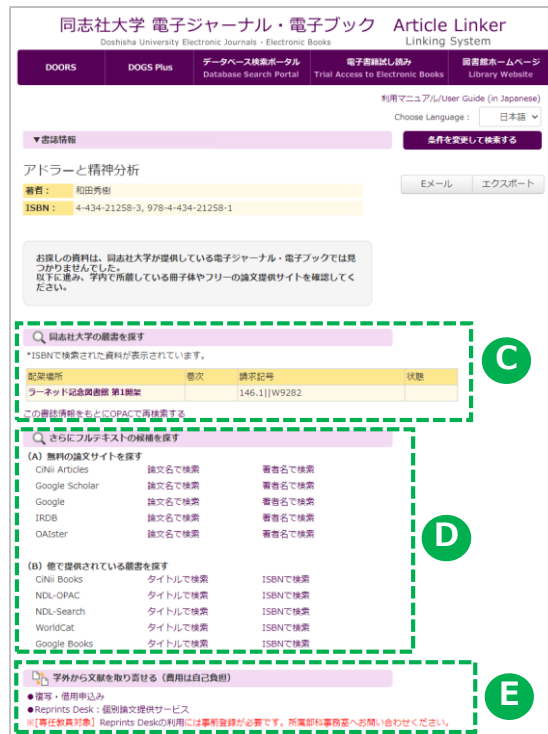 同志社大学 電子ジャーナル・電子ブック Article Linker
Doshisha University Electronic Journals・Electronic Books Linking System
DOORS DOGS Plus データベース検索ポータル 電子書籍試し読み 図書館ホームページ
Database Search Portal Trial Access to Electronic Books Library Website
利用マニュアル/User Guide (in Japanese)
Choose Language： 日本語
▼書誌情報 条件を変更して検索する
アドラーと精神分析
Eメール エクスポート
著者： 和田秀樹
ISBN： 4-434-21258-3, 978-4-434-21258-1
お探しの資料は、同志社大学が提供している電子ジャーナル・電子ブックでは見
つかりませんでした。
以下に進み、学内で所蔵している冊子体やフリーの論文提供サイトを確認してく
ださい。
同志社大学の蔵書を探す
*ISBNで検索された資料が表示されています。
C
配架場所 巻次 請求記号 状態
ラーネッド記念図書館 第1開架 146.1||W9282
この書誌情報をもとにOPACで再検索する
さらにフルテキストの候補を探す
(A) 無料の論文サイトを探す
CiNii Articles 論文名で検索 著者名で検索
Google Scholar 論文名で検索 著者名で検索
Google 論文名で検索 著者名で検索
IRDB 論文名で検索 著者名で検索
OAIster 論文名で検索 著者名で検索
D
(B) 他で提供されている蔵書を探す
CiNii Books タイトルで検索 ISBNで検索
NDL-OPAC タイトルで検索 ISBNで検索
NDL-Search タイトルで検索 ISBNで検索
WorldCat タイトルで検索 ISBNで検索
Google Books タイトルで検索 ISBNで検索
学外から文献を取り寄せる（費用は自己負担）
●複写・借用申込み
●Reprints Desk：個別論文提供サービス
※[専任教員対象] Reprints Deskの利用には事前登録が必要です。所属部科事務室へお問い合わせください。
E